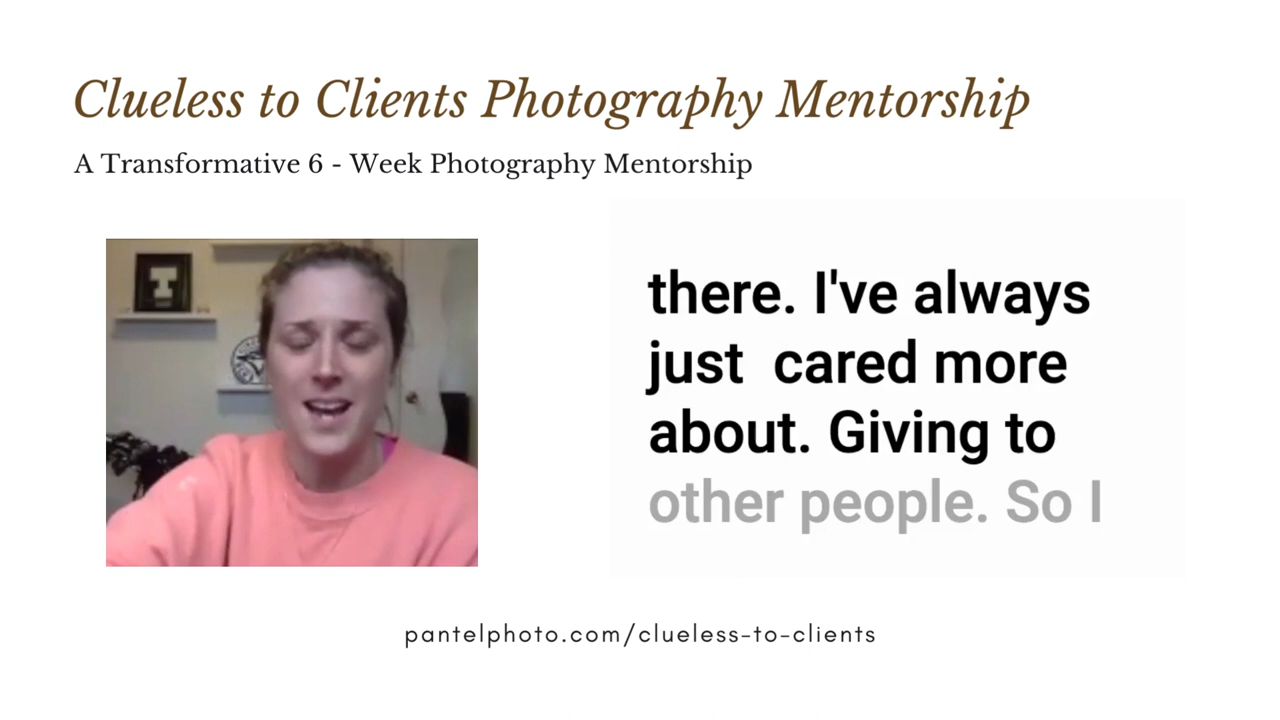 Clueless to Clients Photography Mentorship
A Transformative 6 - Week Photography Mentorship
there. I've always
just  cared more
about. Giving to
other people. So I
pantelphoto.com/clueless-to-clients